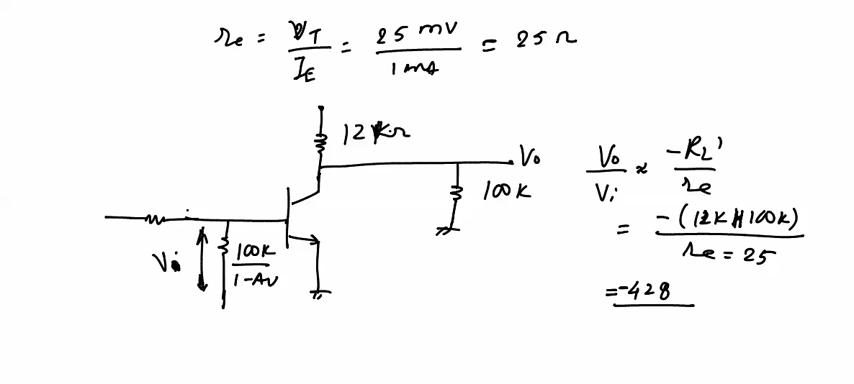 re = VT / IE = 25 mV / 1 mA = 25 Ω
12 KΩ
Vo
100K
Vi
100K / 1-Av
Vo / Vi ≈ -RL' / re
= -(12K || 100K) / re = 25
= -428